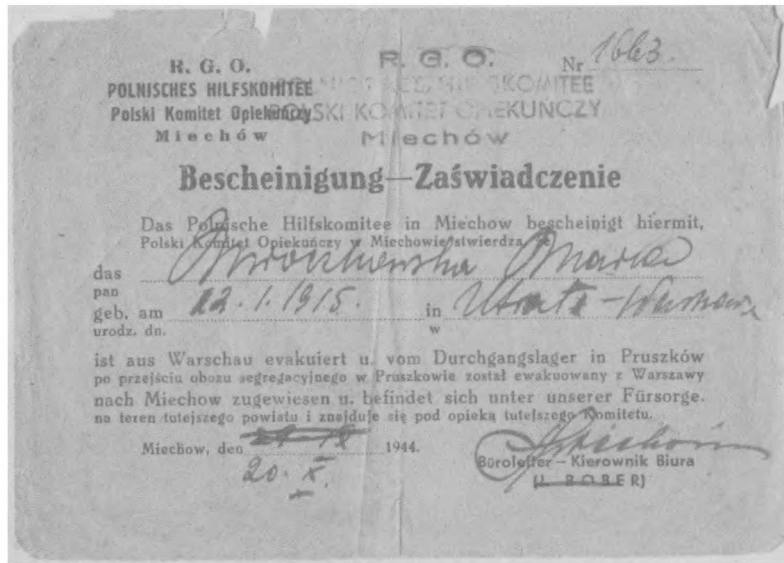 R. G. O.
POLNISCHES HILFSKOMITEE
Polski Komitet Opiekuńczy
Miechów
R. G. O.
POLNISCHES HILFSKOMITEE
POLSKI KOMITET OPIEKUŃCZY
Miechów
Nr 1663.
Bescheinigung—Zaświadczenie
Das Polnische Hilfskomitee in Miechow bescheinigt hiermit,
Polski Komitet Opiekuńczy w Miechowie stwierdza
das
pan
geb. am 22. 1. 1915. in
urodz. dn. w
ist aus Warschau evakuiert u. vom Durchgangslager in Pruszków
po przejściu obozu segregacyjnego w Pruszkowie został ewakuowany z Warszawy
nach Miechow zugewiesen u. befindet sich unter unserer Fürsorge.
na teren tutejszego powiatu i znajduje się pod opieką tutejszego Komitetu.
Miechow, den 1944.
20. X.
Büroleiter – Kierownik Biura
(J. BOBER)